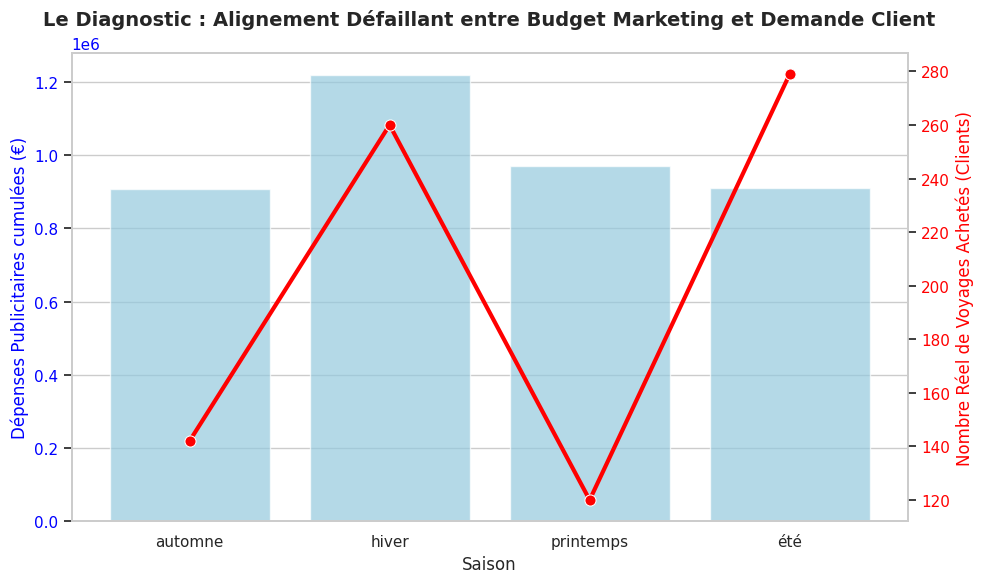 Le Diagnostic : Alignement Défaillant entre Budget Marketing et Demande Client
1e6
Dépenses Publicitaires cumulées (€)
1.2
1.0
0.8
0.6
0.4
0.2
0.0
280
260
240
220
200
180
160
140
120
Nombre Réel de Voyages Achetés (Clients)
automne
hiver
printemps
été
Saison